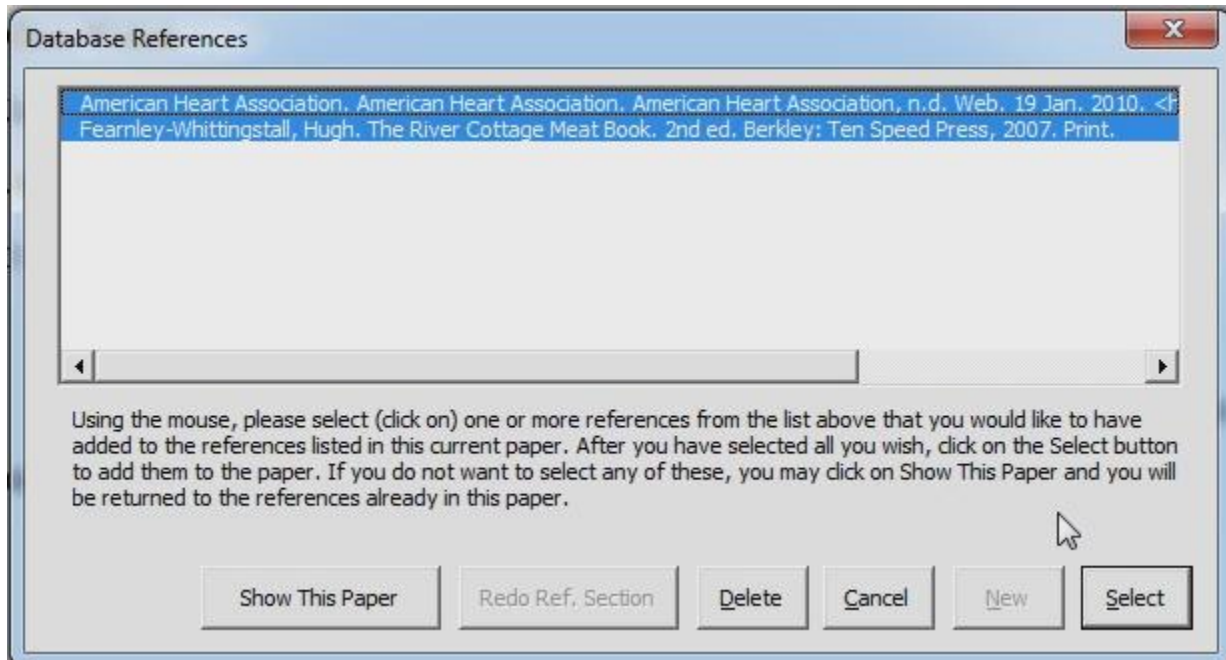 Database References
American Heart Association. American Heart Association. American Heart Association, n.d. Web. 19 Jan. 2010. <h
Fearnley-Whittingstall, Hugh. The River Cottage Meat Book. 2nd ed. Berkley: Ten Speed Press, 2007. Print.
Using the mouse, please select (click on) one or more references from the list above that you would like to have
added to the references listed in this current paper. After you have selected all you wish, click on the Select button
to add them to the paper. If you do not want to select any of these, you may click on Show This Paper and you will
be returned to the references already in this paper.
Show This Paper Redo Ref. Section Delete Cancel New Select